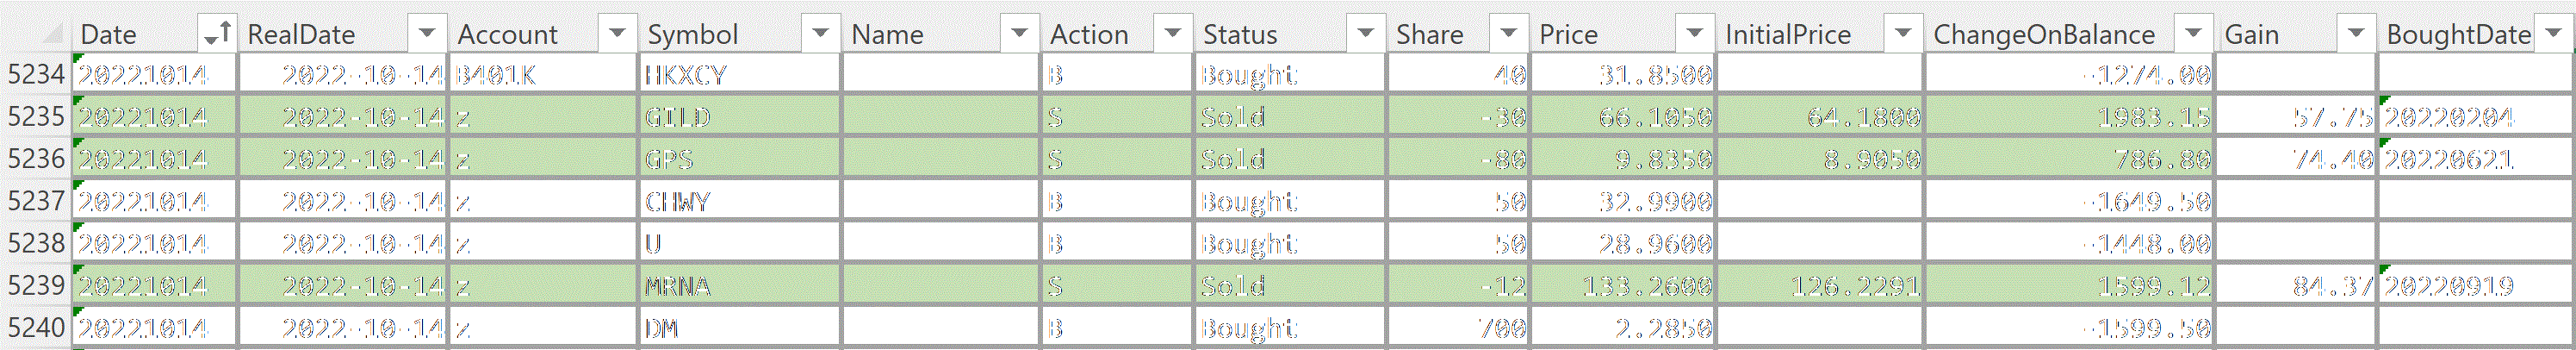 Date RealDate Account Symbol Name Action Status Share Price InitialPrice ChangeOnBalance Gain BoughtDate
5234 20221014 2022-10-14 B401K HKXCY B Bought 40 31.8500 -1274.00
5235 20221014 2022-10-14 z GILD S Sold -30 66.1050 64.1800 1983.15 57.75 20220204
5236 20221014 2022-10-14 z GPS S Sold -80 9.8350 8.9050 786.80 74.40 20220621
5237 20221014 2022-10-14 z CHWY B Bought 50 32.9900 -1649.50
5238 20221014 2022-10-14 z U B Bought 50 28.9600 -1448.00
5239 20221014 2022-10-14 z MRNA S Sold -12 133.2600 126.2291 1599.12 84.37 20220919
5240 20221014 2022-10-14 z DM B Bought 700 2.2850 -1599.50